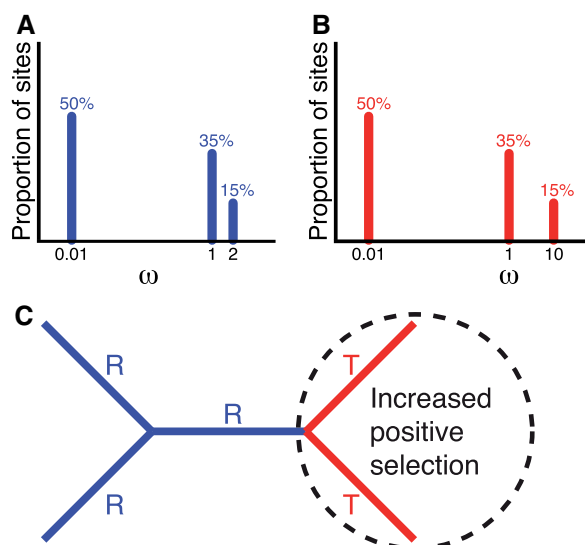 A
Proportion of sites
50%
35%
15%
0.01
1
2
ω
B
Proportion of sites
50%
35%
15%
0.01
1
10
ω
C
R
R
R
T
T
Increased
positive
selection